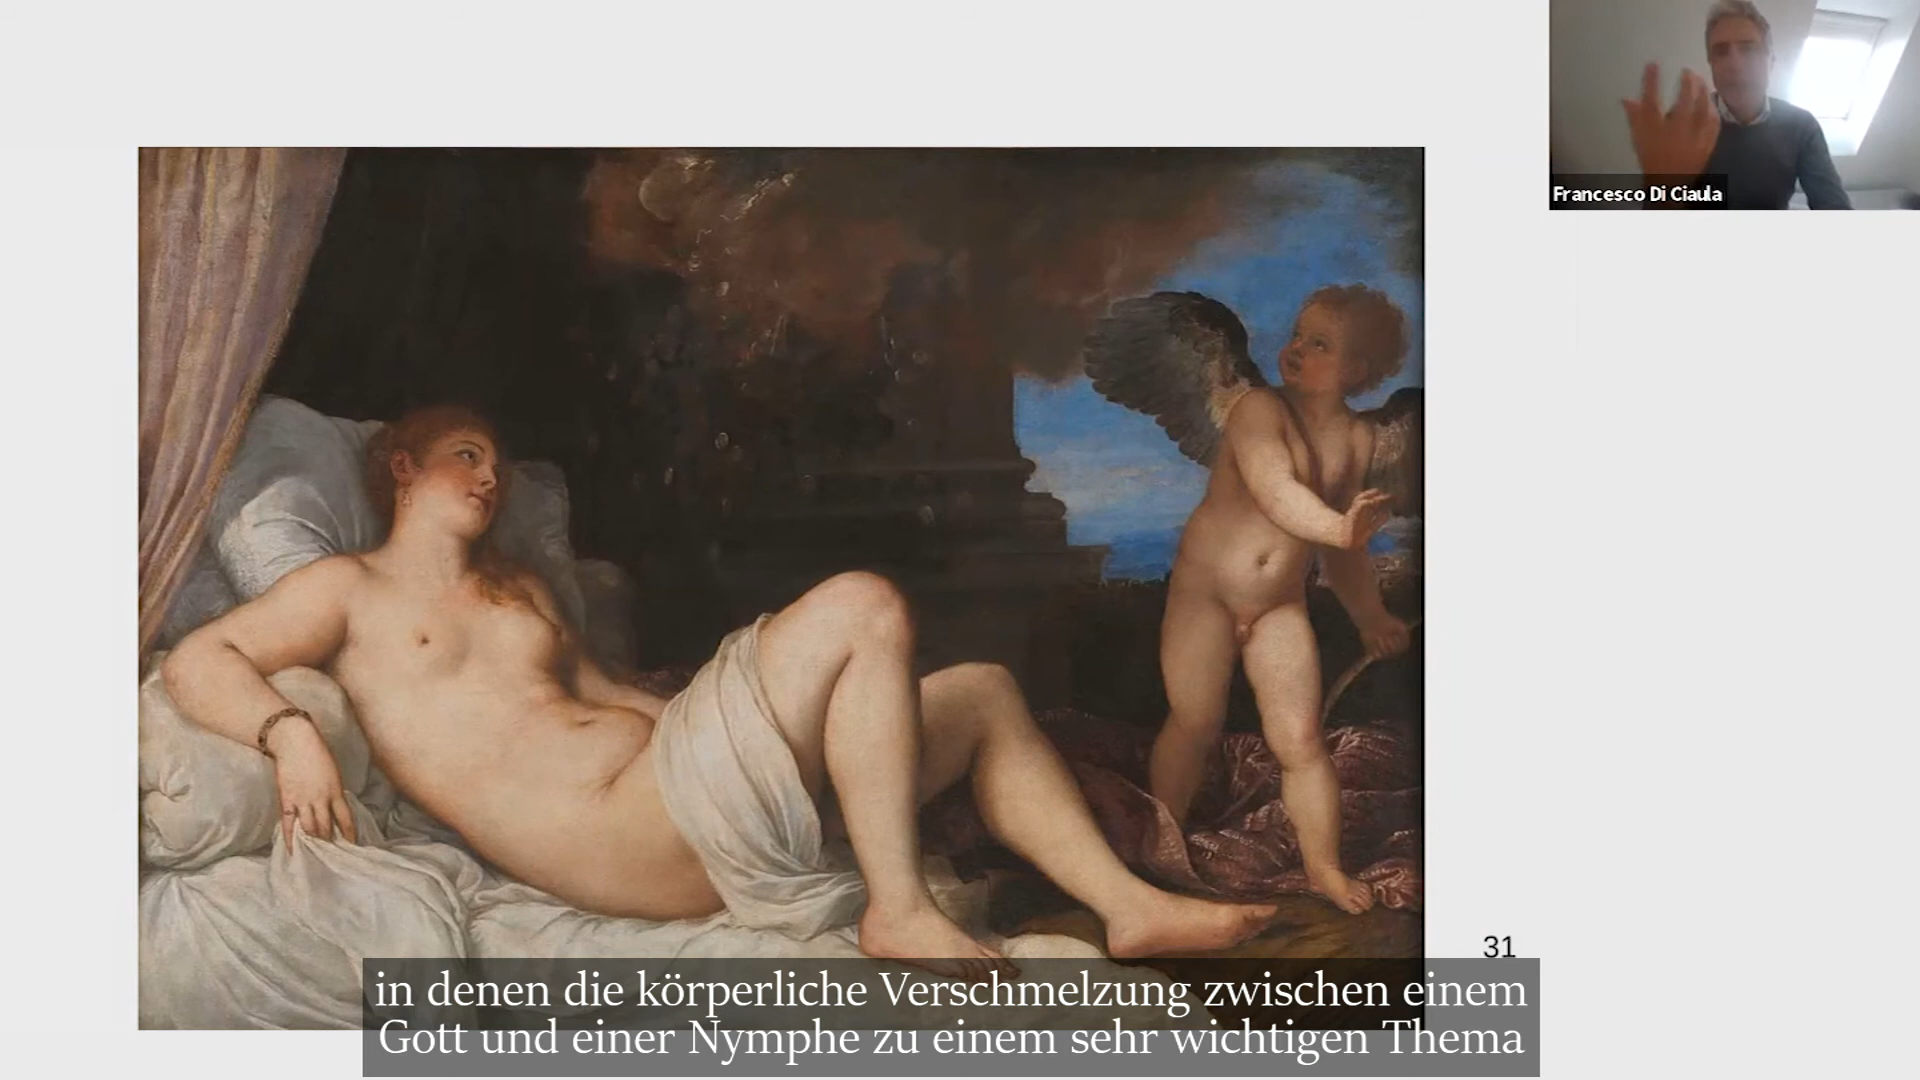 Francesco Di Ciaula
31
in denen die körperliche Verschmelzung zwischen einem
Gott und einer Nymphe zu einem sehr wichtigen Thema